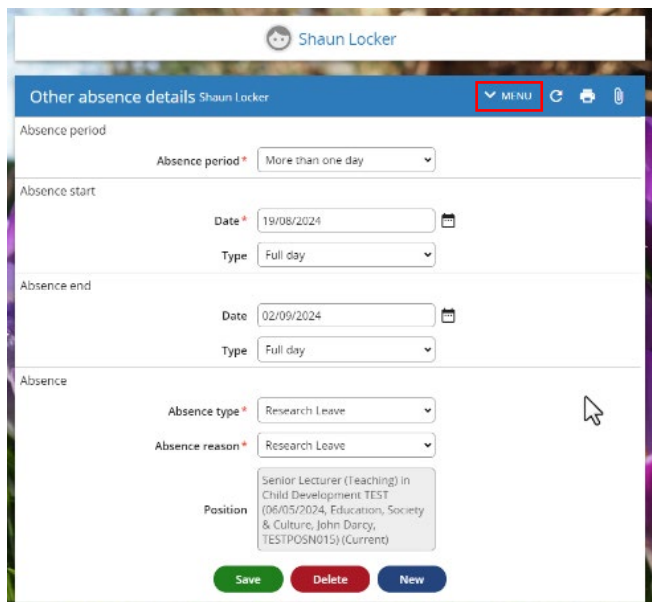 Shaun Locker
Other absence details Shaun Locker MENU
Absence period
Absence period* More than one day
Absence start
Date* 19/08/2024
Type Full day
Absence end
Date 02/09/2024
Type Full day
Absence
Absence type* Research Leave
Absence reason* Research Leave
Senior Lecturer (Teaching) in
Child Development TEST
Position (06/05/2024, Education, Society
& Culture, John Darcy,
TESTPOSN015) (Current)
Save Delete New